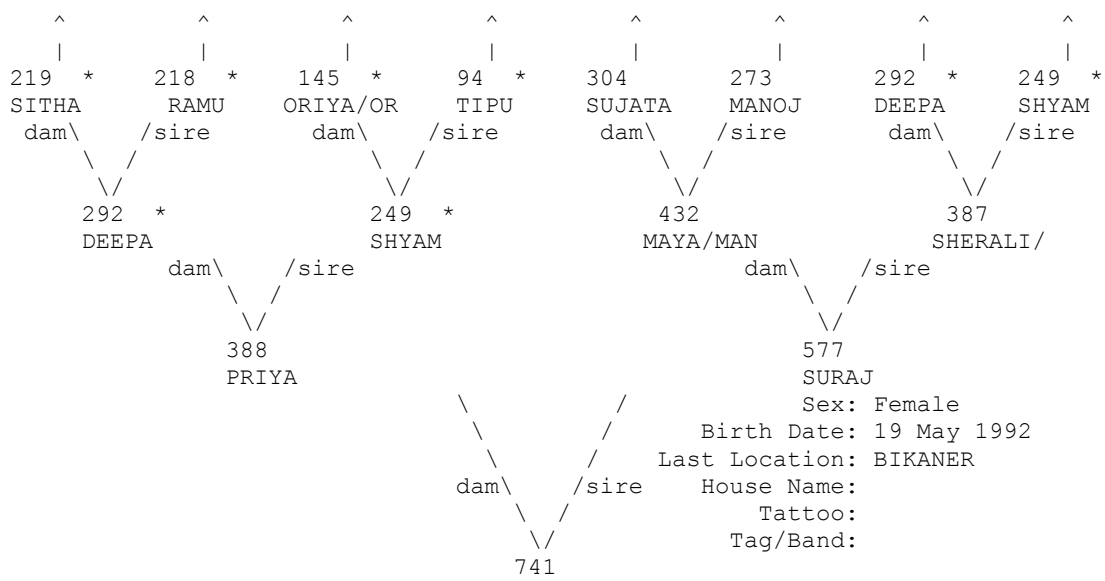 ^ ^ ^ ^ ^ ^ ^ ^
| | | | | | | |
219 * 218 * 145 * 94 * 304 273 292 * 249 *
SITHA RAMU ORIYA/OR TIPU SUJATA MANOJ DEEPA SHYAM
dam\ /sire dam\ /sire dam\ /sire dam\ /sire
\ / \ / \ / \ /
\/ \/ \/ \/
292 * 249 * 432 387
DEEPA SHYAM MAYA/MAN SHERALI/
dam\ /sire dam\ /sire
\ / \ /
\/ \/
388 577
PRIYA SURAJ
\ / Sex: Female
\ / Birth Date: 19 May 1992
\ / Last Location: BIKANER
dam\ /sire House Name:
\ / Tattoo:
\/ Tag/Band:
741